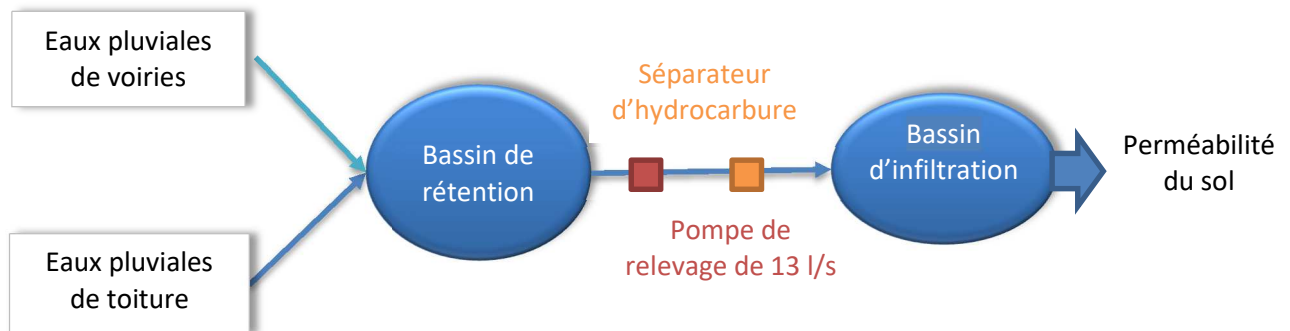 Eaux pluviales
de voiries
Eaux pluviales
de toiture
Bassin de
rétention
Séparateur
d’hydrocarbure
Pompe de
relevage de 13 l/s
Bassin
d’infiltration
Perméabilité
du sol